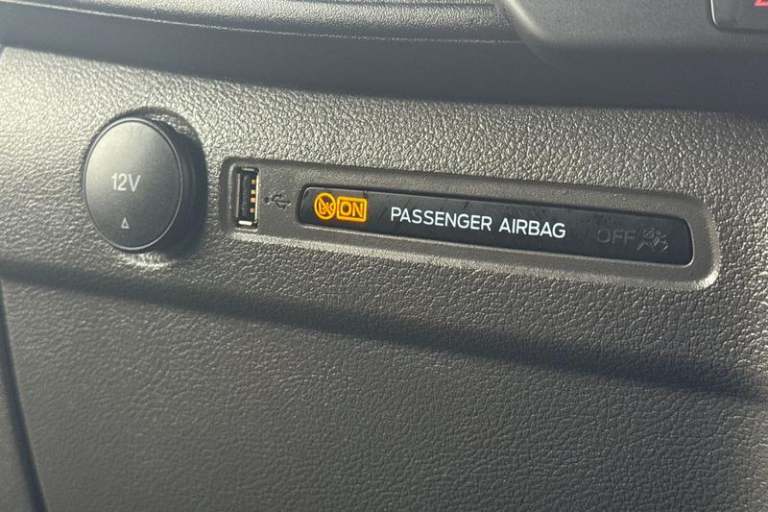 12V
ON PASSENGER AIRBAG OFF